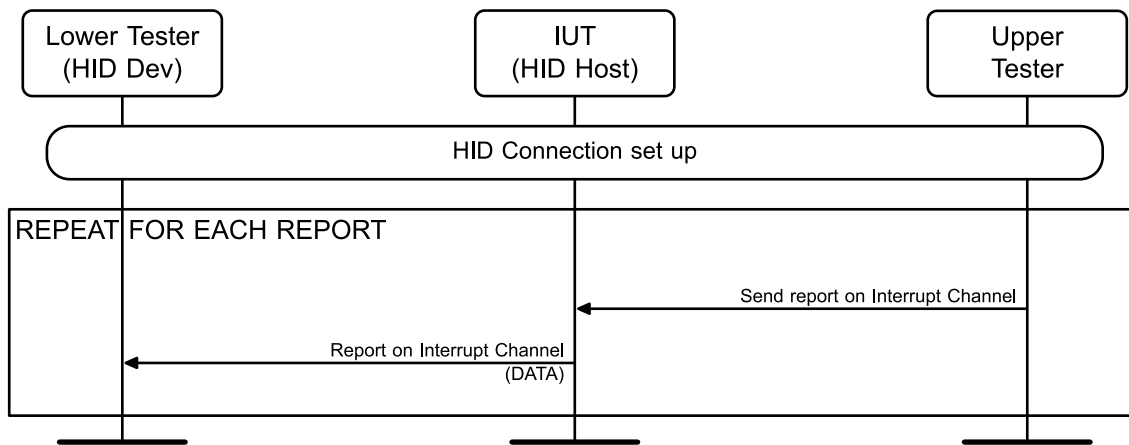 Lower Tester
(HID Dev)
IUT
(HID Host)
Upper
Tester
HID Connection set up
REPEAT FOR EACH REPORT
Send report on Interrupt Channel
Report on Interrupt Channel
(DATA)